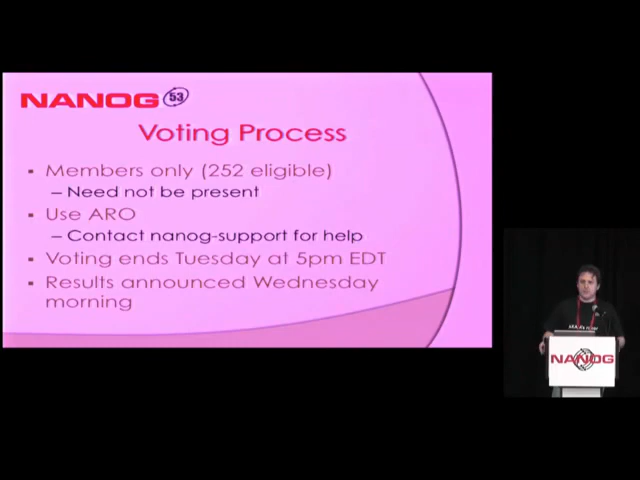 NANOG 53
Voting Process
▪ Members only (252 eligible)
– Need not be present
▪ Use ARO
– Contact nanog-support for help
▪ Voting ends Tuesday at 5pm EDT
▪ Results announced Wednesday
morning
NANOG